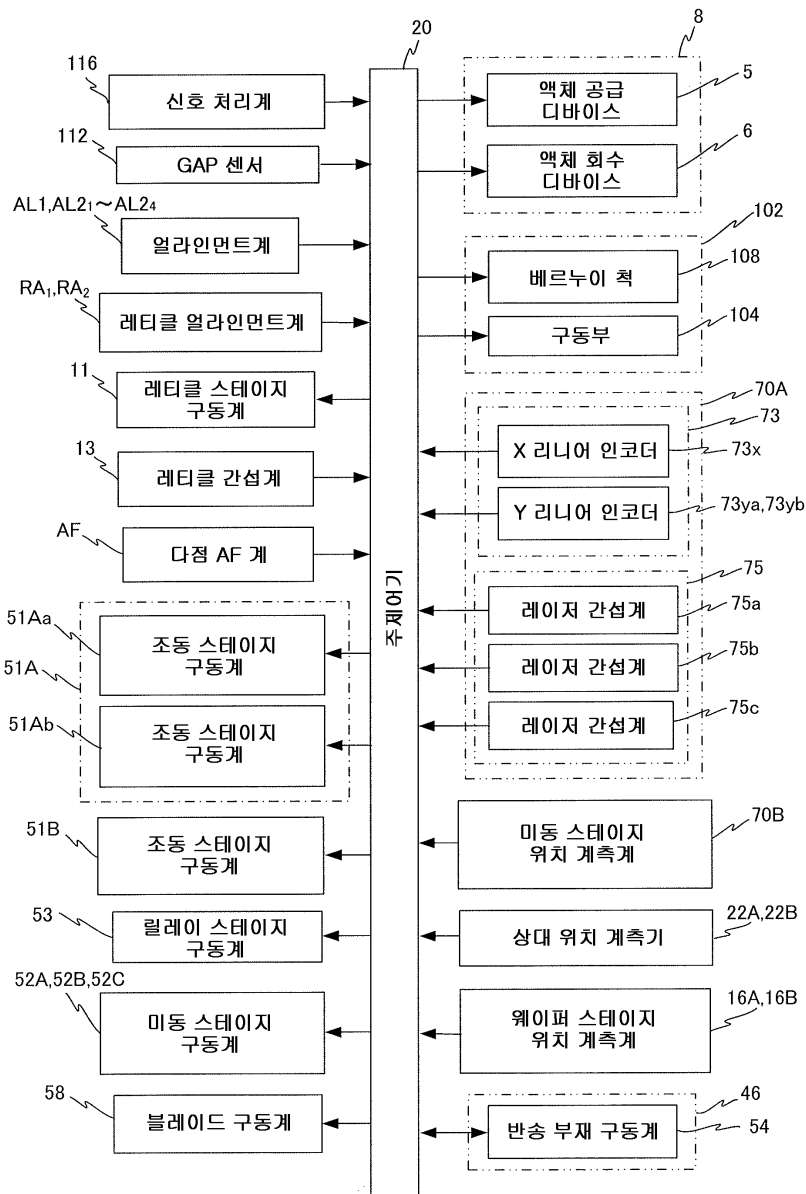 20
8
116
신호 처리계
5
액체 공급
디바이스
112
GAP 센서
6
액체 회수
디바이스
AL1,AL2₁~AL2₄
얼라인먼트계
102
108
베르누이 척
RA₁,RA₂
레티클 얼라인먼트계
104
구동부
11
레티클 스테이지
구동계
70A
73
X 리니어 인코더
73x
13
레티클 간섭계
Y 리니어 인코더
73ya,73yb
AF
다점 AF 계
주제어기
75
레이저 간섭계
75a
51Aa
조동 스테이지
구동계
51A
레이저 간섭계
75b
51Ab
조동 스테이지
구동계
레이저 간섭계
75c
51B
조동 스테이지
구동계
미동 스테이지
위치 계측계
70B
53
릴레이 스테이지
구동계
상대 위치 계측기
22A,22B
52A,52B,52C
미동 스테이지
구동계
웨이퍼 스테이지
위치 계측계
16A,16B
58
블레이드 구동계
46
반송 부재 구동계
54